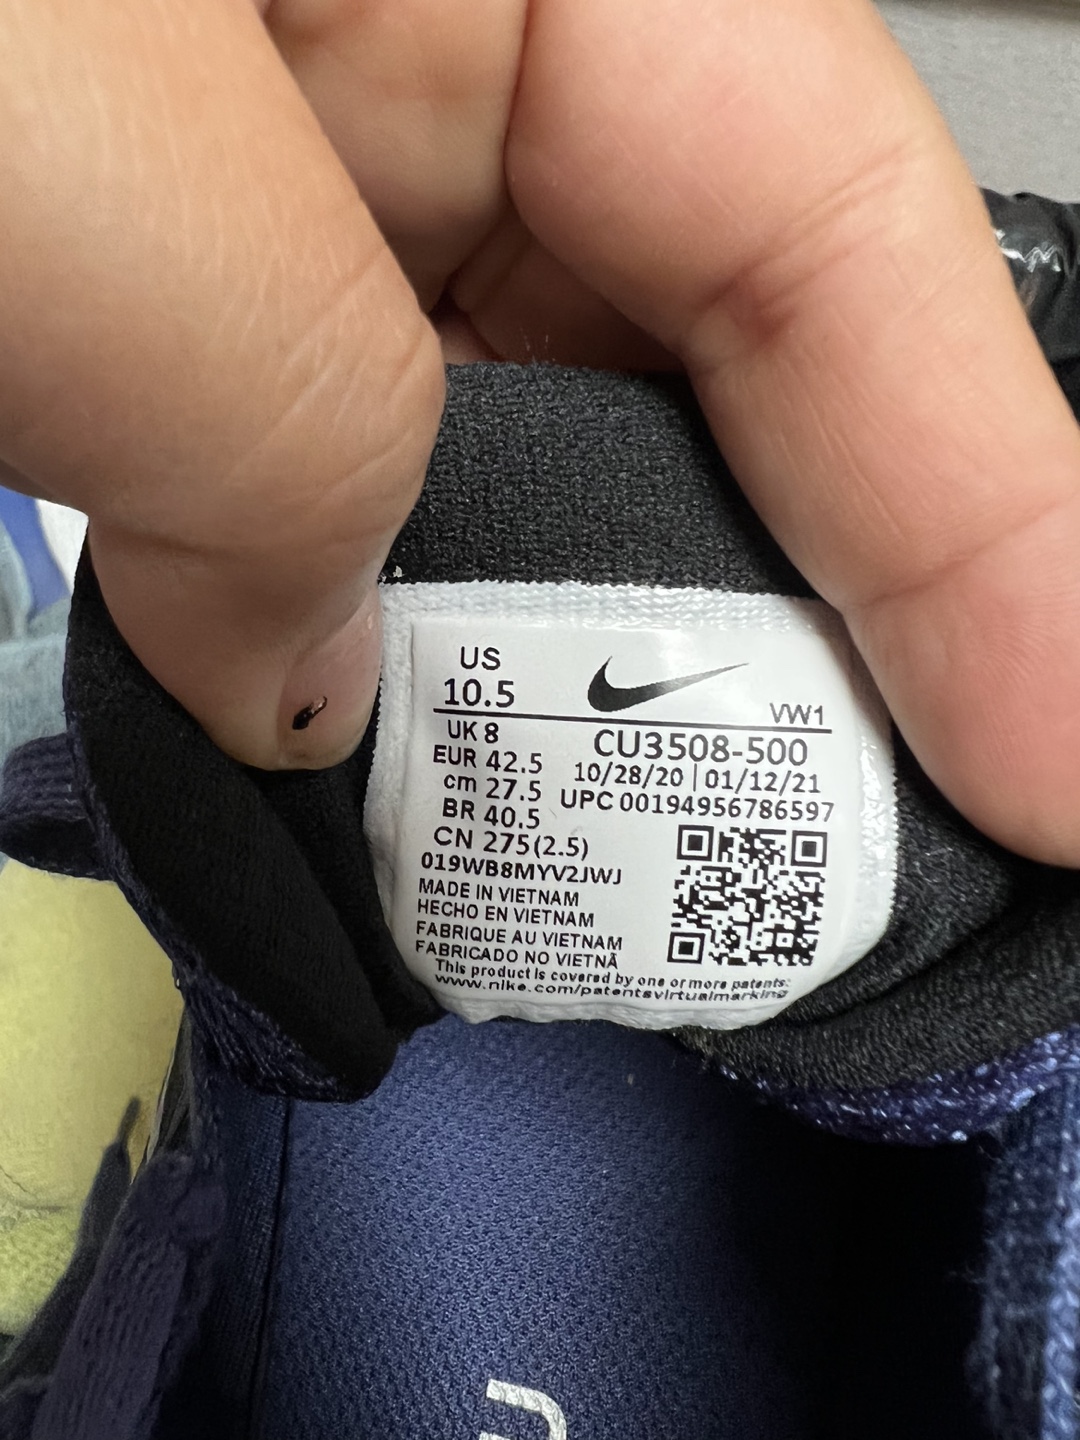 US
10.5
VW1
UK 8
CU3508-500
EUR 42.5
10/28/20 | 01/12/21
cm 27.5
UPC 00194956786597
BR 40.5
CN 275(2.5)
019WB8MYV2JWJ
MADE IN VIETNAM
HECHO EN VIETNAM
FABRIQUE AU VIETNAM
FABRICADO NO VIETNÃ
This product is covered by one or more patents:
www.nike.com/patentsvirtualmarking